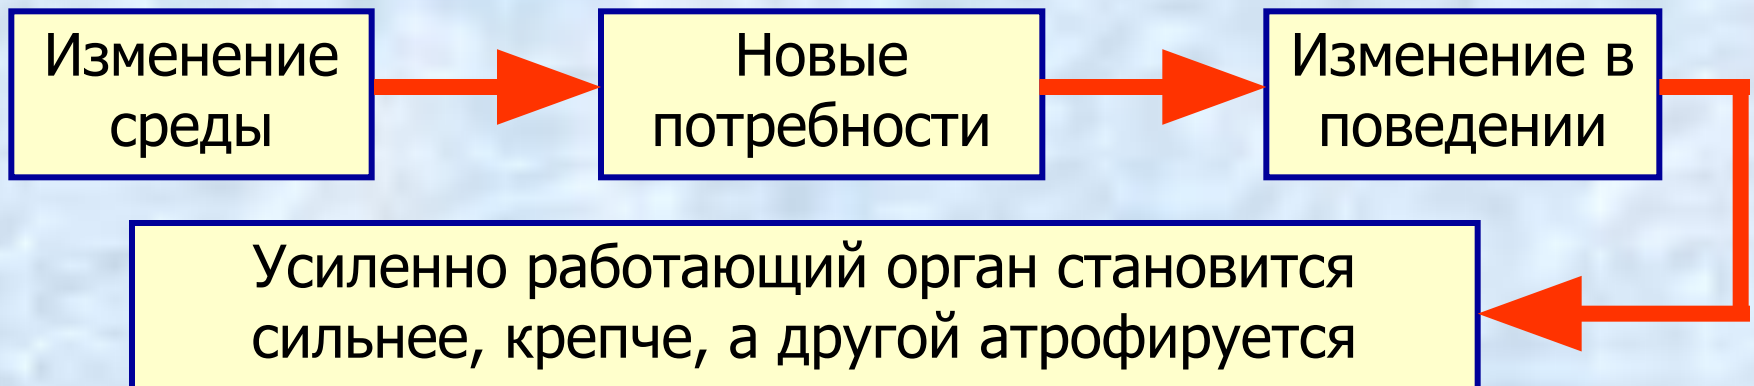 Изменение
среды
Новые
потребности
Изменение в
поведении
Усиленно работающий орган становится
сильнее, крепче, а другой атрофируется